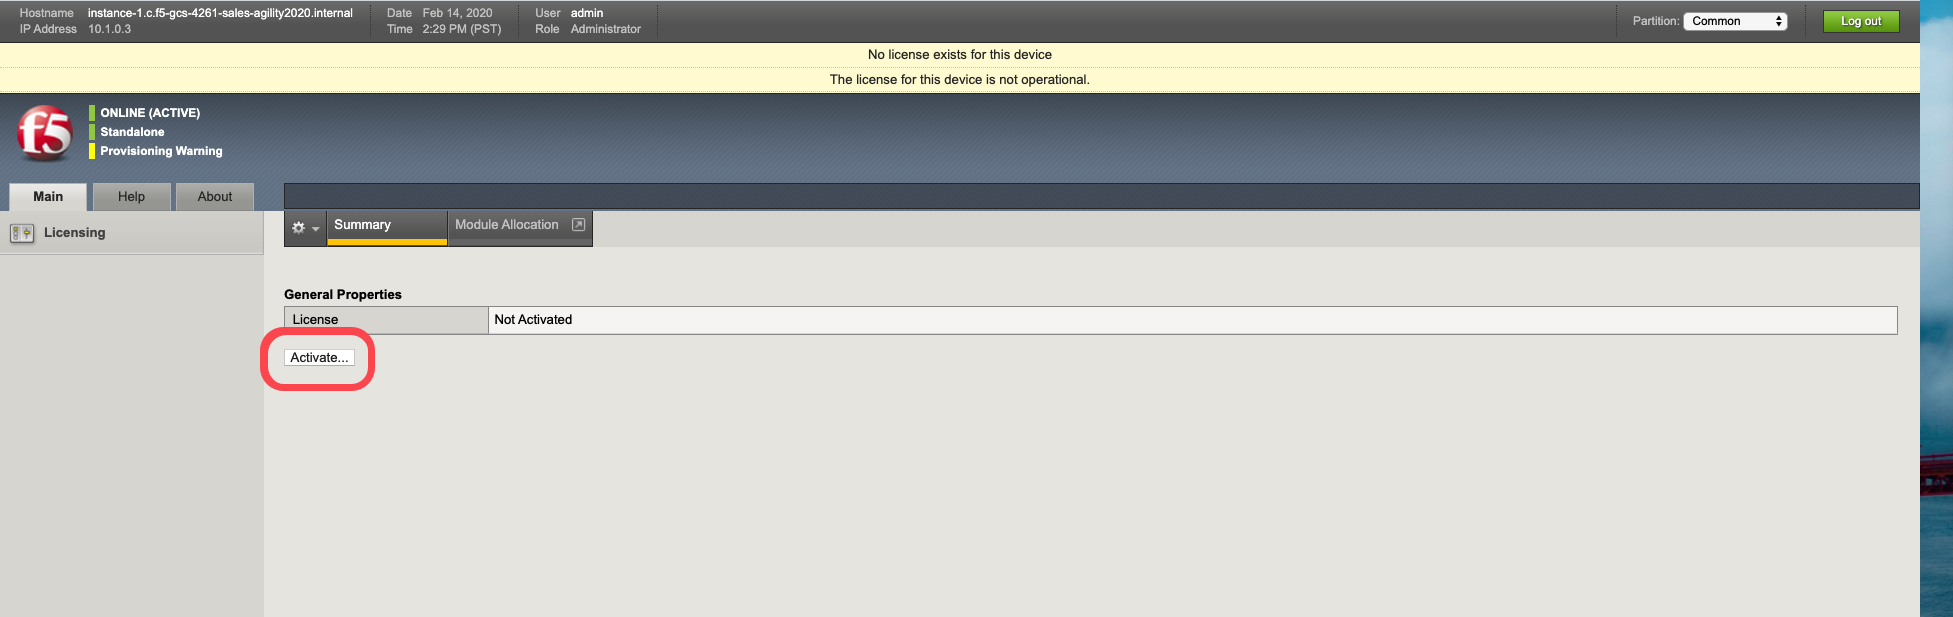 Hostname instance-1.c.f5-gcs-4261-sales-agility2020.internal Date Feb 14, 2020 User admin
IP Address 10.1.0.3 Time 2:29 PM (PST) Role Administrator
Partition: Common Log out
No license exists for this device
The license for this device is not operational.
f5
ONLINE (ACTIVE)
Standalone
Provisioning Warning
Main Help About
Licensing
Summary Module Allocation
General Properties
License Not Activated
Activate...